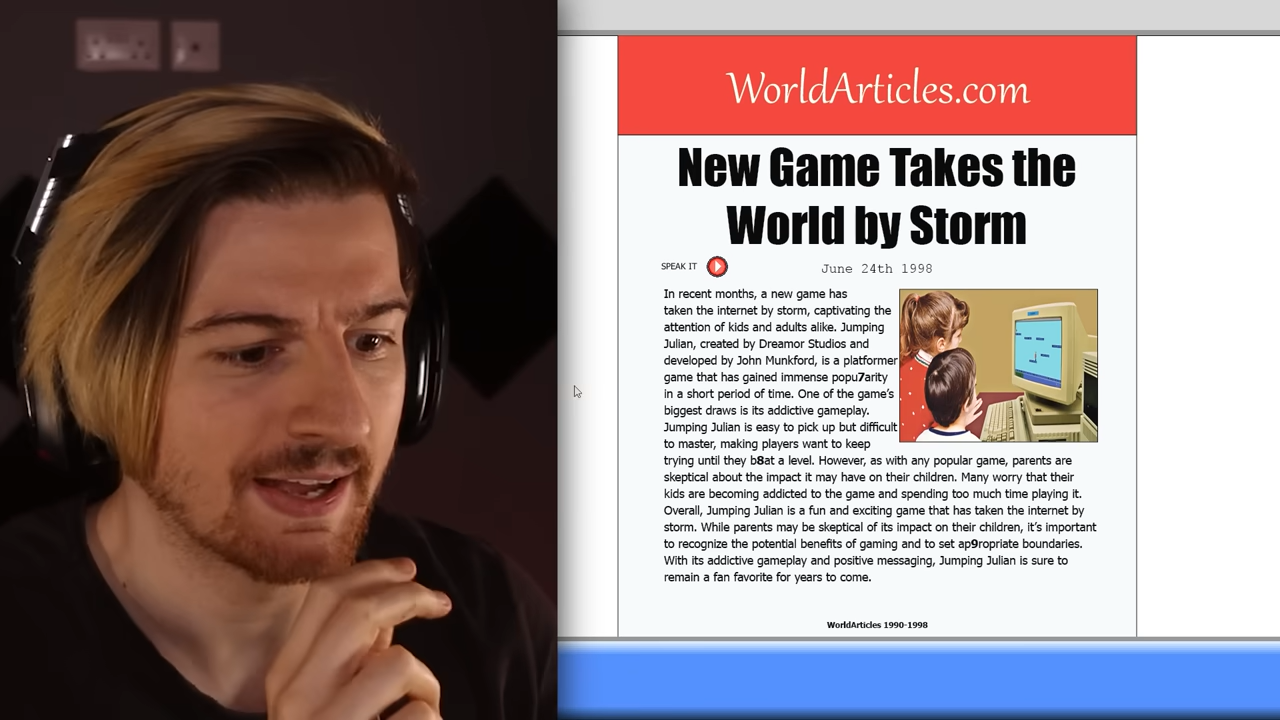 WorldArticles.com
New Game Takes the
World by Storm
SPEAK IT
June 24th 1998
In recent months, a new game has
taken the internet by storm, captivating the
attention of kids and adults alike. Jumping
Julian, created by Dreamor Studios and
developed by John Munkford, is a platformer
game that has gained immense popu7arity
in a short period of time. One of the game's
biggest draws is its addictive gameplay.
Jumping Julian is easy to pick up but difficult
to master, making players want to keep
trying until they b8at a level. However, as with any popular game, parents are
skeptical about the impact it may have on their children. Many worry that their
kids are becoming addicted to the game and spending too much time playing it.
Overall, Jumping Julian is a fun and exciting game that has taken the internet by
storm. While parents may be skeptical of its impact on their children, it's important
to recognize the potential benefits of gaming and to set ap9ropriate boundaries.
With its addictive gameplay and positive messaging, Jumping Julian is sure to
remain a fan favorite for years to come.
WorldArticles 1990-1998